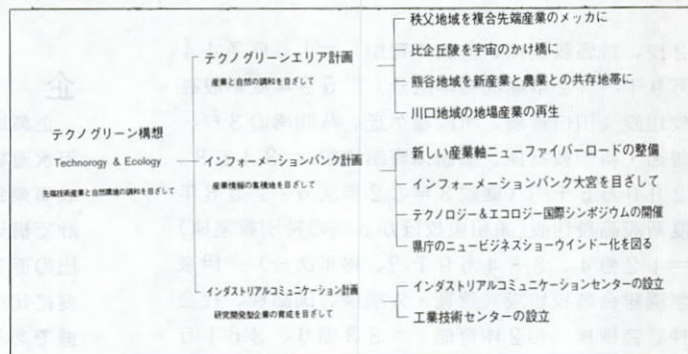 テクノグリーン構想
Technorogy & Ecology
先端技術産業と自然環境の調和を目ざして
テクノグリーンエリア計画
産業と自然の調和を目ざして
秩父地域を複合先端産業のメッカに
比企丘陵を宇宙のかけ橋に
熊谷地域を新産業と農業との共存地帯に
川口地域の地場産業の再生
インフォーメーションバンク計画
産業情報の集積地を目ざして
新しい産業軸ニューファイバーロードの整備
インフォーメーションバンク大宮を目ざして
テクノロジー&エコロジー国際シンポジウムの開催
県庁のニュービジネスショーウインドー化を図る
インダストリアルコミュニケーション計画
研究開発型企業の育成を目ざして
インダストリアルコミュニケーションセンターの設立
工業技術センターの設立